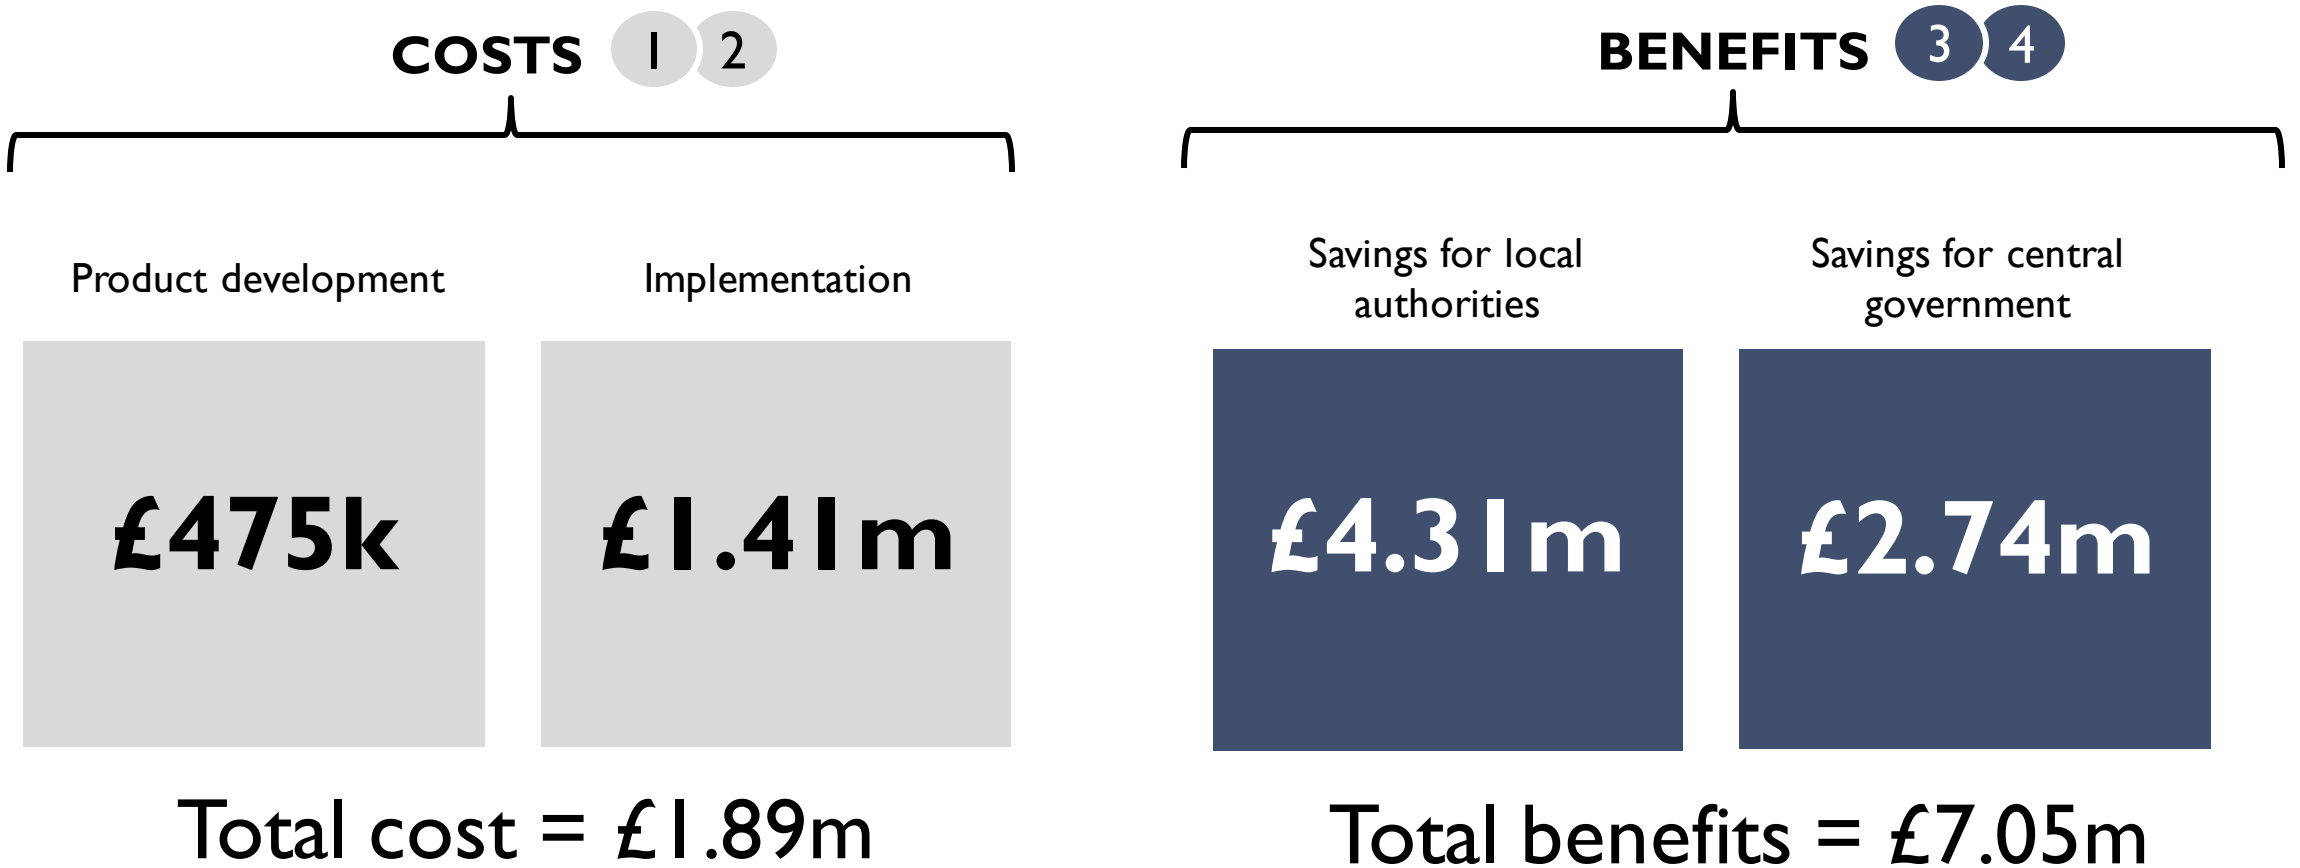 COSTS 1 2
BENEFITS 3 4
Product development
Implementation
Savings for local
authorities
Savings for central
government
£475k
£1.41m
£4.31m
£2.74m
Total cost = £1.89m
Total benefits = £7.05m